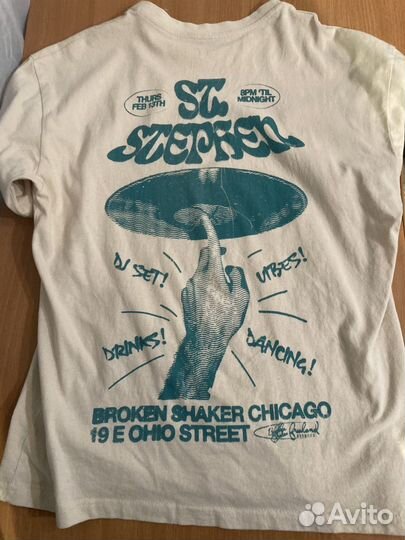 THURS
FEB 13TH
8PM 'TIL
MIDNIGHT
ST.
STEPHEN
DJ SET!
VIBES!
DRINKS!
DANCING!
BROKEN SHAKER CHICAGO
19 E OHIO STREET
Avito